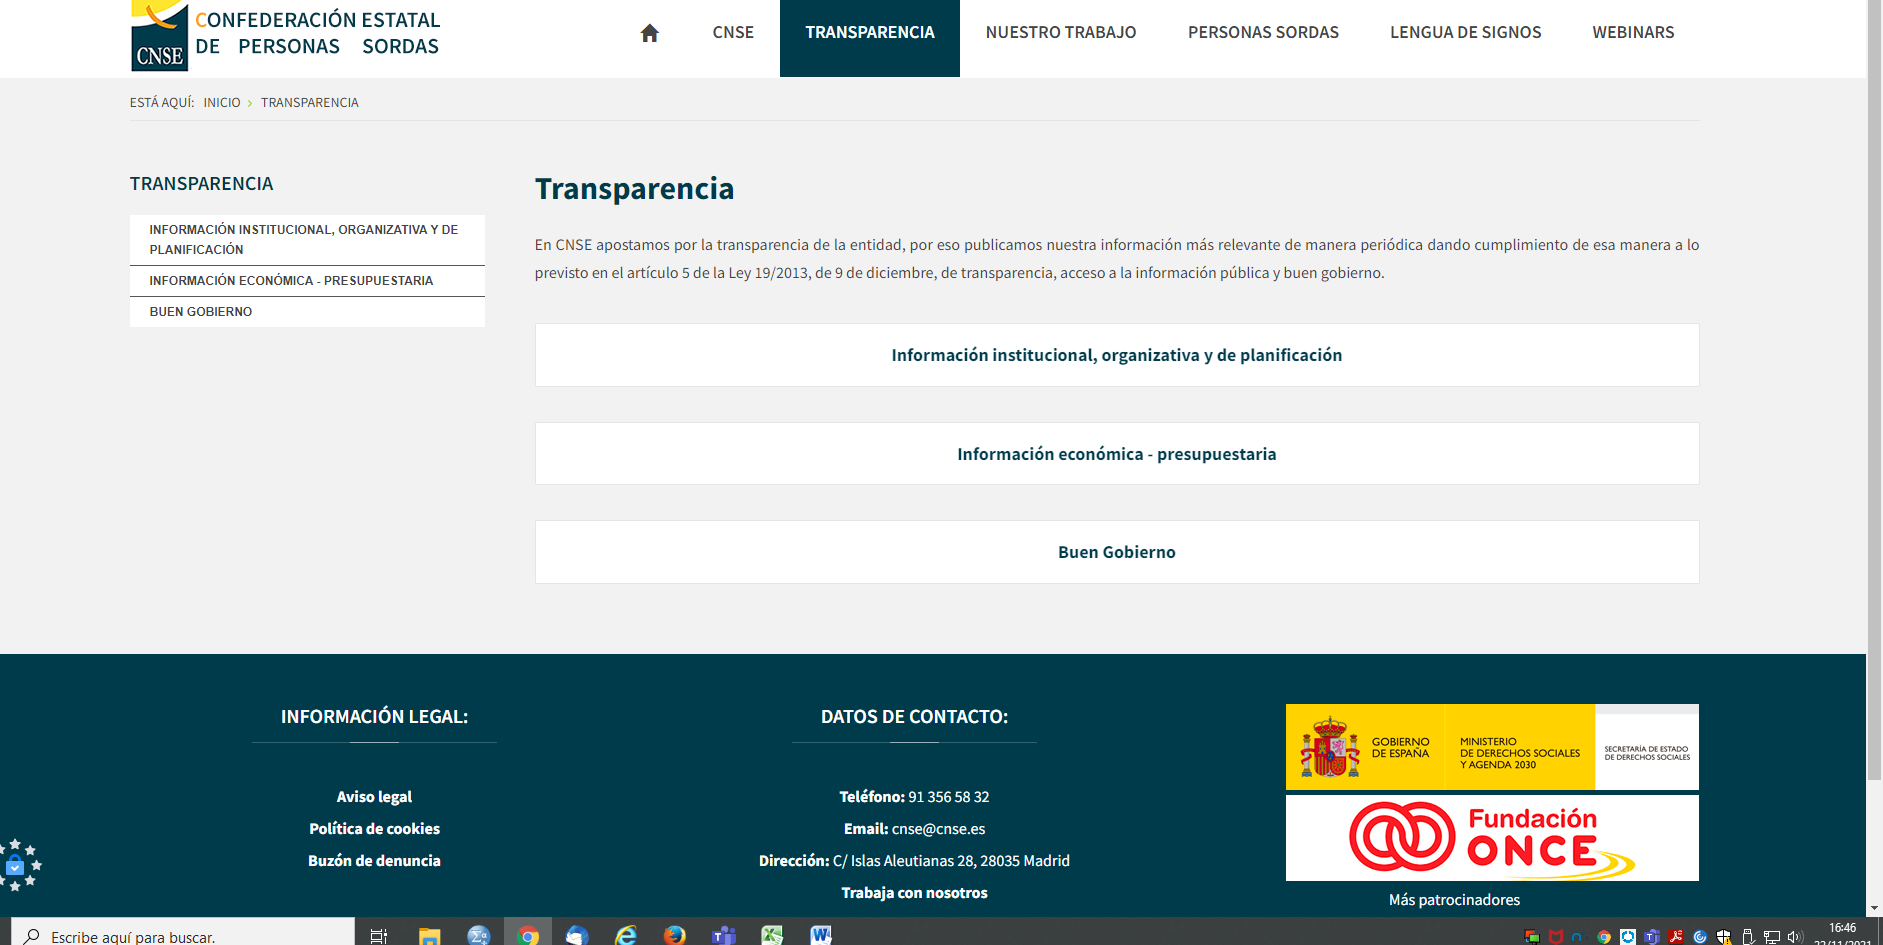 CONFEDERACIÓN ESTATAL
DE PERSONAS SORDAS
CNSE
CNSE
TRANSPARENCIA
NUESTRO TRABAJO
PERSONAS SORDAS
LENGUA DE SIGNOS
WEBINARS
ESTÁ AQUÍ: INICIO › TRANSPARENCIA
TRANSPARENCIA
INFORMACIÓN INSTITUCIONAL, ORGANIZATIVA Y DE
PLANIFICACIÓN
INFORMACIÓN ECONÓMICA - PRESUPUESTARIA
BUEN GOBIERNO
Transparencia
En CNSE apostamos por la transparencia de la entidad, por eso publicamos nuestra información más relevante de manera periódica dando cumplimiento de esa manera a lo
previsto en el artículo 5 de la Ley 19/2013, de 9 de diciembre, de transparencia, acceso a la información pública y buen gobierno.
Información institucional, organizativa y de planificación
Información económica - presupuestaria
Buen Gobierno
INFORMACIÓN LEGAL:
Aviso legal
Política de cookies
Buzón de denuncia
DATOS DE CONTACTO:
Teléfono: 91 356 58 32
Email: cnse@cnse.es
Dirección: C/ Islas Aleutianas 28, 28035 Madrid
Trabaja con nosotros
GOBIERNO
DE ESPAÑA
MINISTERIO
DE DERECHOS SOCIALES
Y AGENDA 2030
SECRETARÍA DE ESTADO
DE DERECHOS SOCIALES
Fundación
ONCE
Más patrocinadores
Escribe aquí para buscar.
16:46